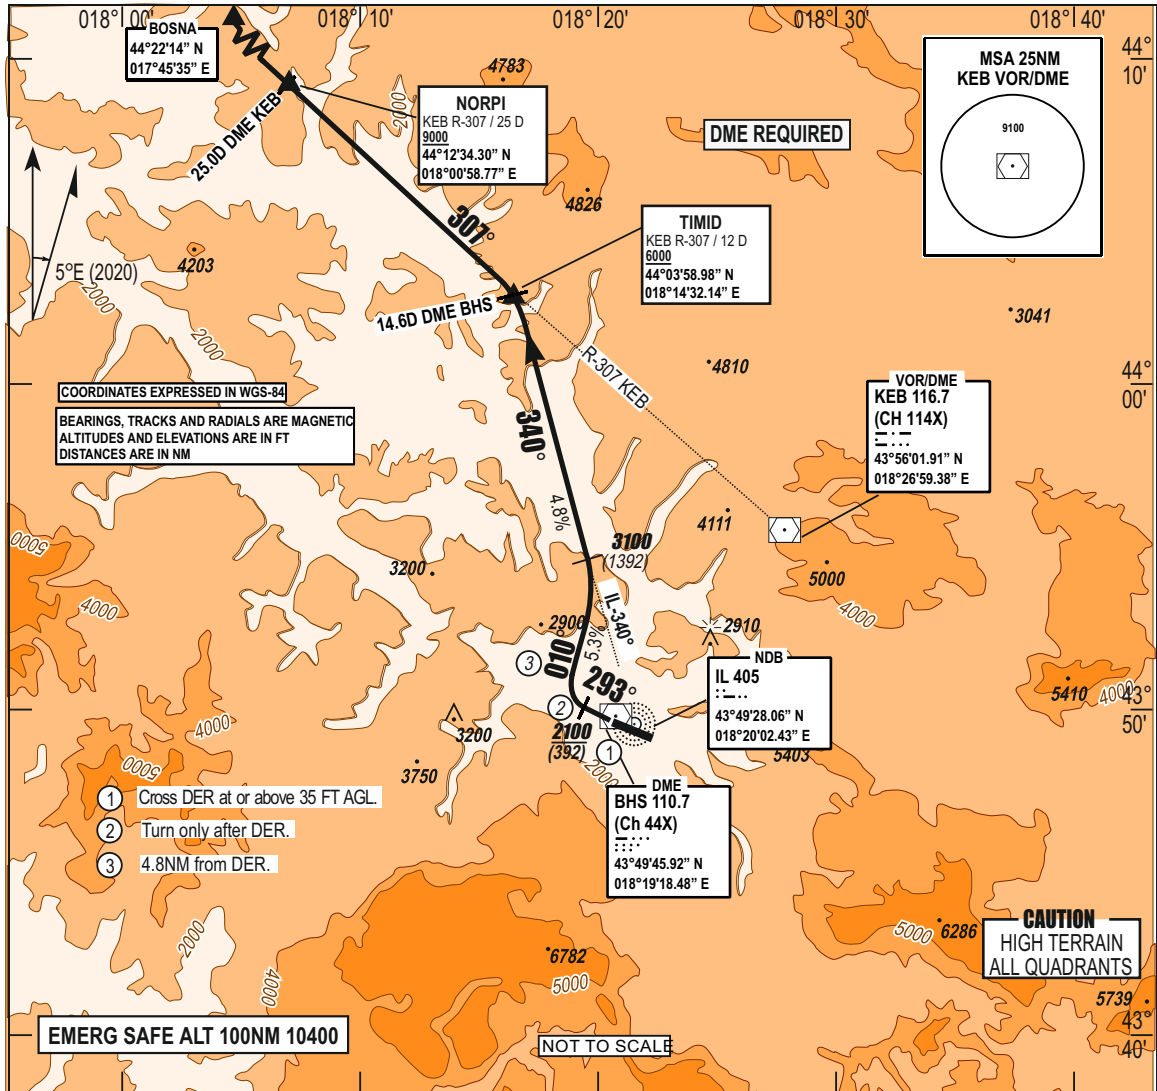 018°00'
018°10'
018°20'
018°30'
018°40'
BOSNA
44°22'14” N
017°45'35” E
4783
2000
NORPI
KEB R-307 / 25 D
9000
44°12'34.30” N
018°00'58.77” E
DME REQUIRED
MSA 25NM
KEB VOR/DME
9100
44°
10'
25.0D DME KEB
307°
4826
TIMID
KEB R-307 / 12 D
6000
44°03'58.98” N
018°14'32.14” E
4203
5°E (2020)
2000
2000
14.6D DME BHS
3041
4810
R-307 KEB
44°
00'
COORDINATES EXPRESSED IN WGS-84
BEARINGS, TRACKS AND RADIALS ARE MAGNETIC
ALTITUDES AND ELEVATIONS ARE IN FT
DISTANCES ARE IN NM
340°
4.8%
VOR/DME
KEB 116.7
(CH 114X)
43°56'01.91” N
018°26'59.38” E
4111
3100
(1392)
5000
5000
3200
4000
4000
2900
IL-340°
5.3%
010°
3
2910
293°
NDB
IL 405
43°49'28.06” N
018°20'02.43” E
5410
4000
43°
50'
2
2100
(392)
1
2000
5403
4000
3200
5000
3750
DME
BHS 110.7
(Ch 44X)
43°49'45.92” N
018°19'18.48” E
1 Cross DER at or above 35 FT AGL.
2 Turn only after DER.
3 4.8NM from DER.
2000
4000
6782
5000
5000
6286
CAUTION
HIGH TERRAIN
ALL QUADRANTS
5739
43°
40'
EMERG SAFE ALT 100NM 10400
NOT TO SCALE